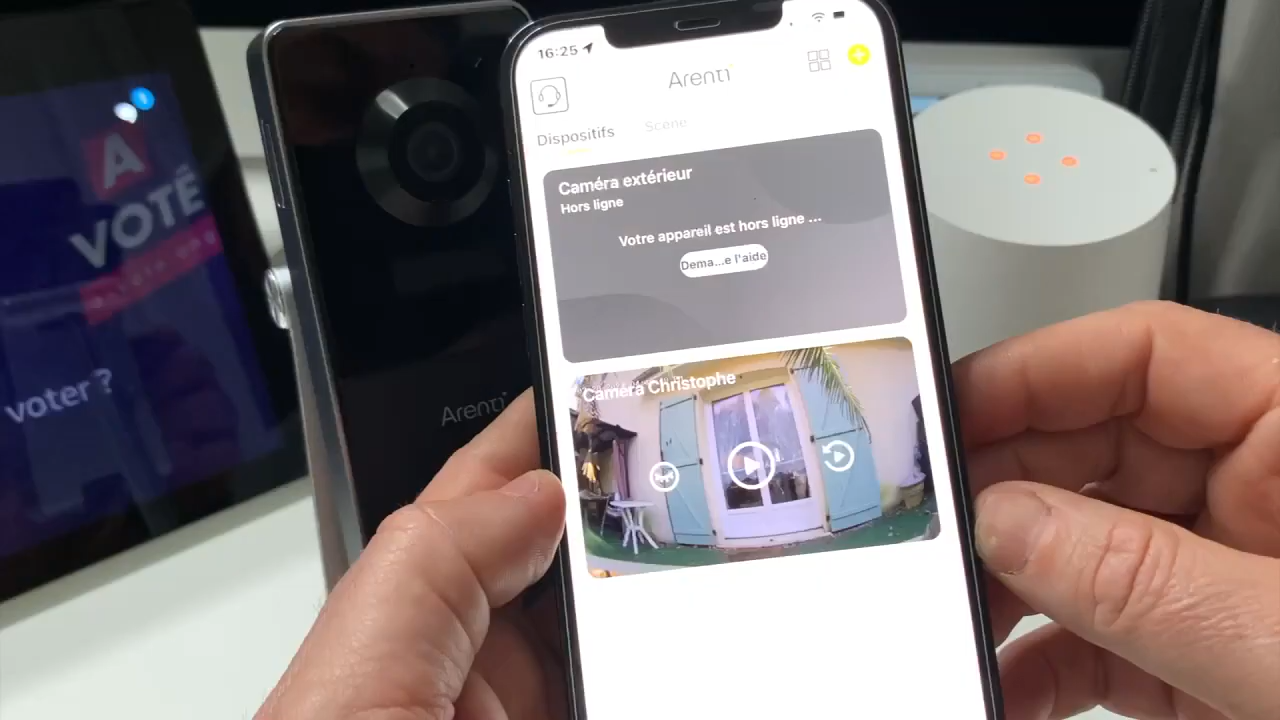 16:25
Arenti
Dispositifs Scène
Caméra extérieur
Hors ligne
Votre appareil est hors ligne ...
Dema...e l'aide
Caméra Christophe
Arenti
A
VOTÉ
voter ?